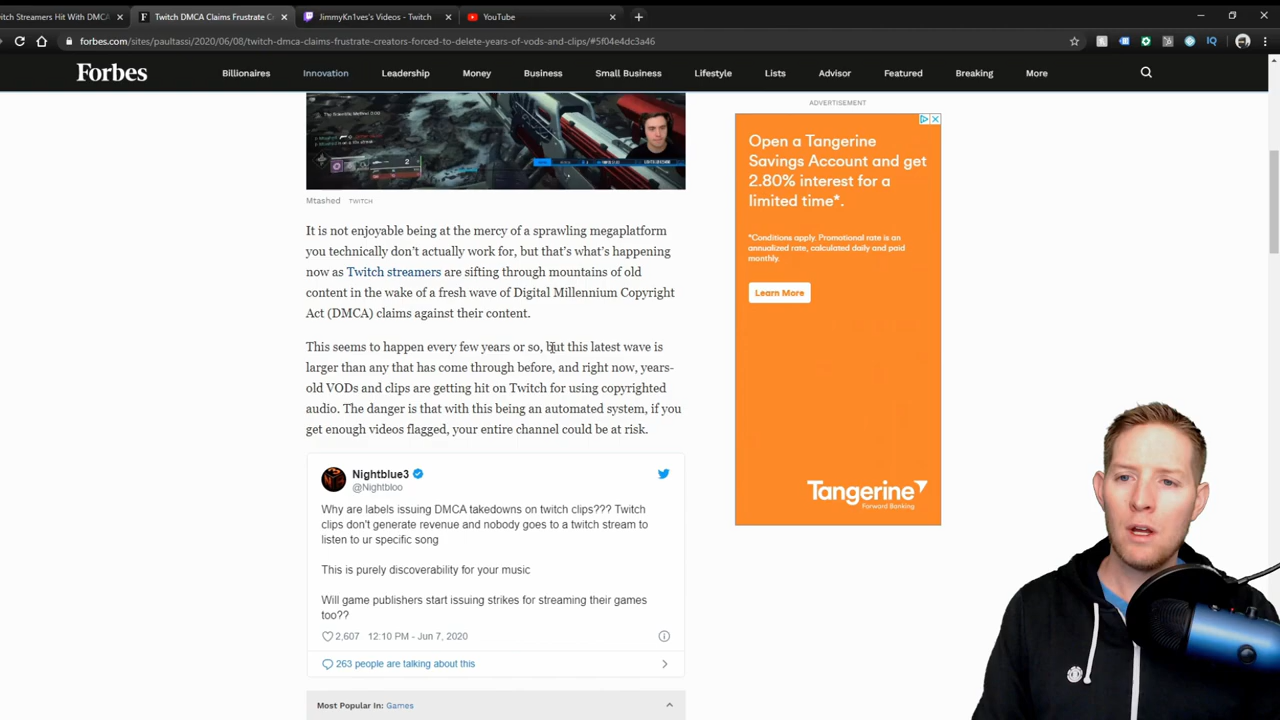 tch Streamers Hit With DMCA
Twitch DMCA Claims Frustrate C
JimmyKn1ves's Videos - Twitch
YouTube
forbes.com/sites/paultassi/2020/06/08/twitch-dmca-claims-frustrate-creators-forced-to-delete-years-of-vods-and-clips/#5f04e4dc3a46
Forbes
Billionaires
Innovation
Leadership
Money
Business
Small Business
Lifestyle
Lists
Advisor
Featured
Breaking
More
ADVERTISEMENT
2
Mtashed TWITCH
It is not enjoyable being at the mercy of a sprawling megaplatform
you technically don't actually work for, but that's what's happening
now as Twitch streamers are sifting through mountains of old
content in the wake of a fresh wave of Digital Millennium Copyright
Act (DMCA) claims against their content.
This seems to happen every few years or so, but this latest wave is
larger than any that has come through before, and right now, years-
old VODs and clips are getting hit on Twitch for using copyrighted
audio. The danger is that with this being an automated system, if you
get enough videos flagged, your entire channel could be at risk.
Nightblue3
@Nightbloo
Why are labels issuing DMCA takedowns on twitch clips??? Twitch
clips don't generate revenue and nobody goes to a twitch stream to
listen to ur specific song
This is purely discoverability for your music
Will game publishers start issuing strikes for streaming their games
too??
2,607 12:10 PM - Jun 7, 2020
263 people are talking about this
Most Popular In: Games
Open a Tangerine
Savings Account and get
2.80% interest for a
limited time*.
*Conditions apply. Promotional rate is an
annualized rate, calculated daily and paid
monthly.
Learn More
Tangerine
Forward Banking